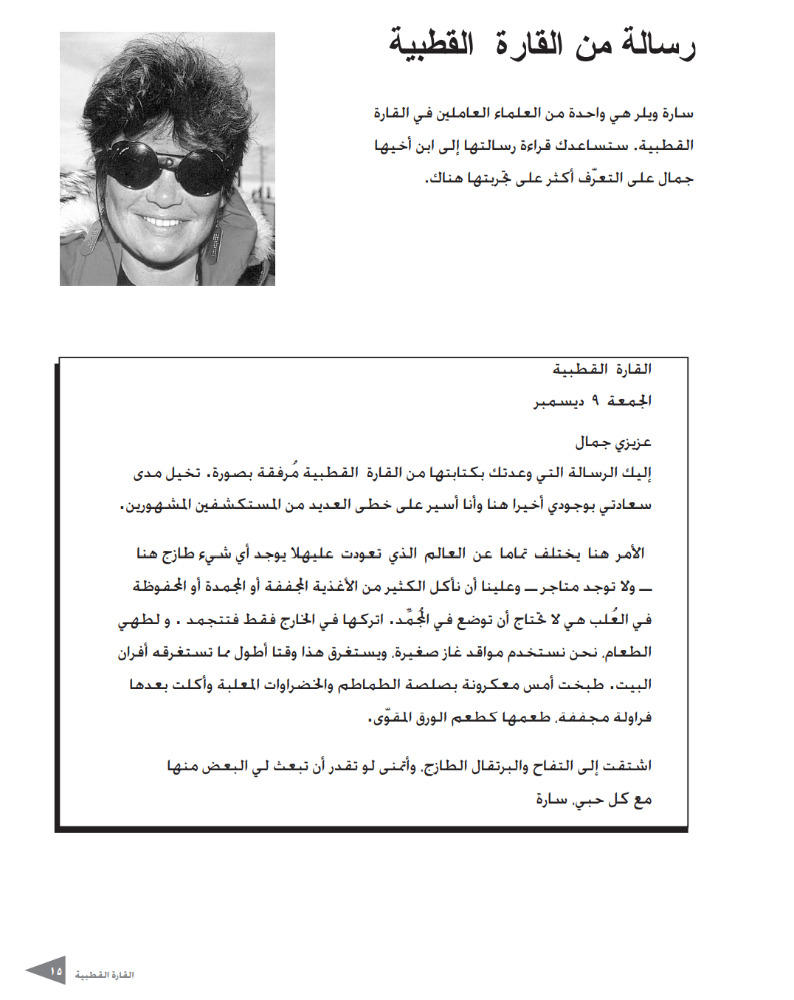 رسالة من القارة القطبية
سارة ويلر هي واحدة من العلماء العاملين في القارة
القطبية. ستساعدك قراءة رسالتها إلى ابن أخيها
جمال على التعرّف أكثر على تجربتها هناك.
القارة القطبية
الجمعة ٩ ديسمبر
عزيزي جمال
إليك الرسالة التي وعدتك بكتابتها من القارة القطبية مُرفقة بصورة. تخيل مدى
سعادتي بوجودي أخيرا هنا وأنا أسير على خطى العديد من المستكشفين المشهورين.
الأمر هنا يختلف تماما عن العالم الذي تعودت عليهلا يوجد أي شيء طازج هنا
ــ ولا توجد متاجر ــ وعلينا أن نأكل الكثير من الأغذية المجففة أو المجمدة أو المحفوظة
في العُلب هي لا تحتاج أن توضع في المُجمِّد. اتركها في الخارج فقط فتتجمد . و لطهي
الطعام، نحن نستخدم مواقد غاز صغيرة، ويستغرق هذا وقتا أطول مما تستغرقه أفران
البيت. طبخت أمس معكرونة بصلصة الطماطم والخضراوات المعلبة وأكلت بعدها
فراولة مجففة، طعمها كطعم الورق المقوّى.
اشتقت إلى التفاح والبرتقال الطازج، وأتمنى لو تقدر أن تبعث لي البعض منها
مع كل حبي، سارة
القارة القطبية ١٥